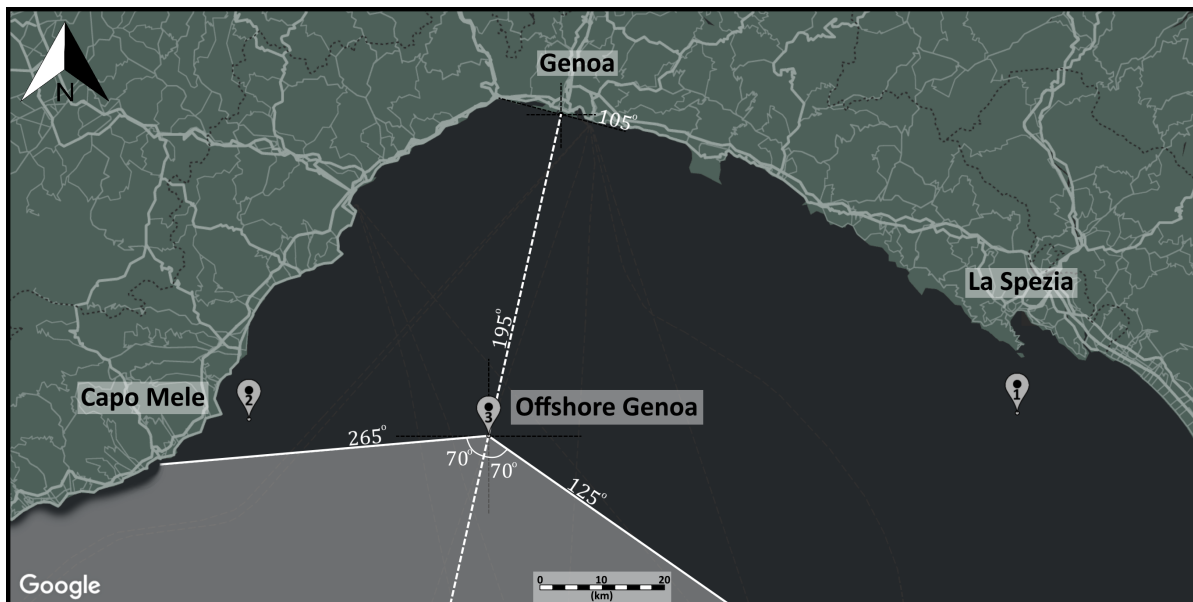 Genoa
N
105°
La Spezia
195°
Capo Mele
2
1
3
Offshore Genoa
265°
70°
70°
125°
Google
0 10 20
(km)